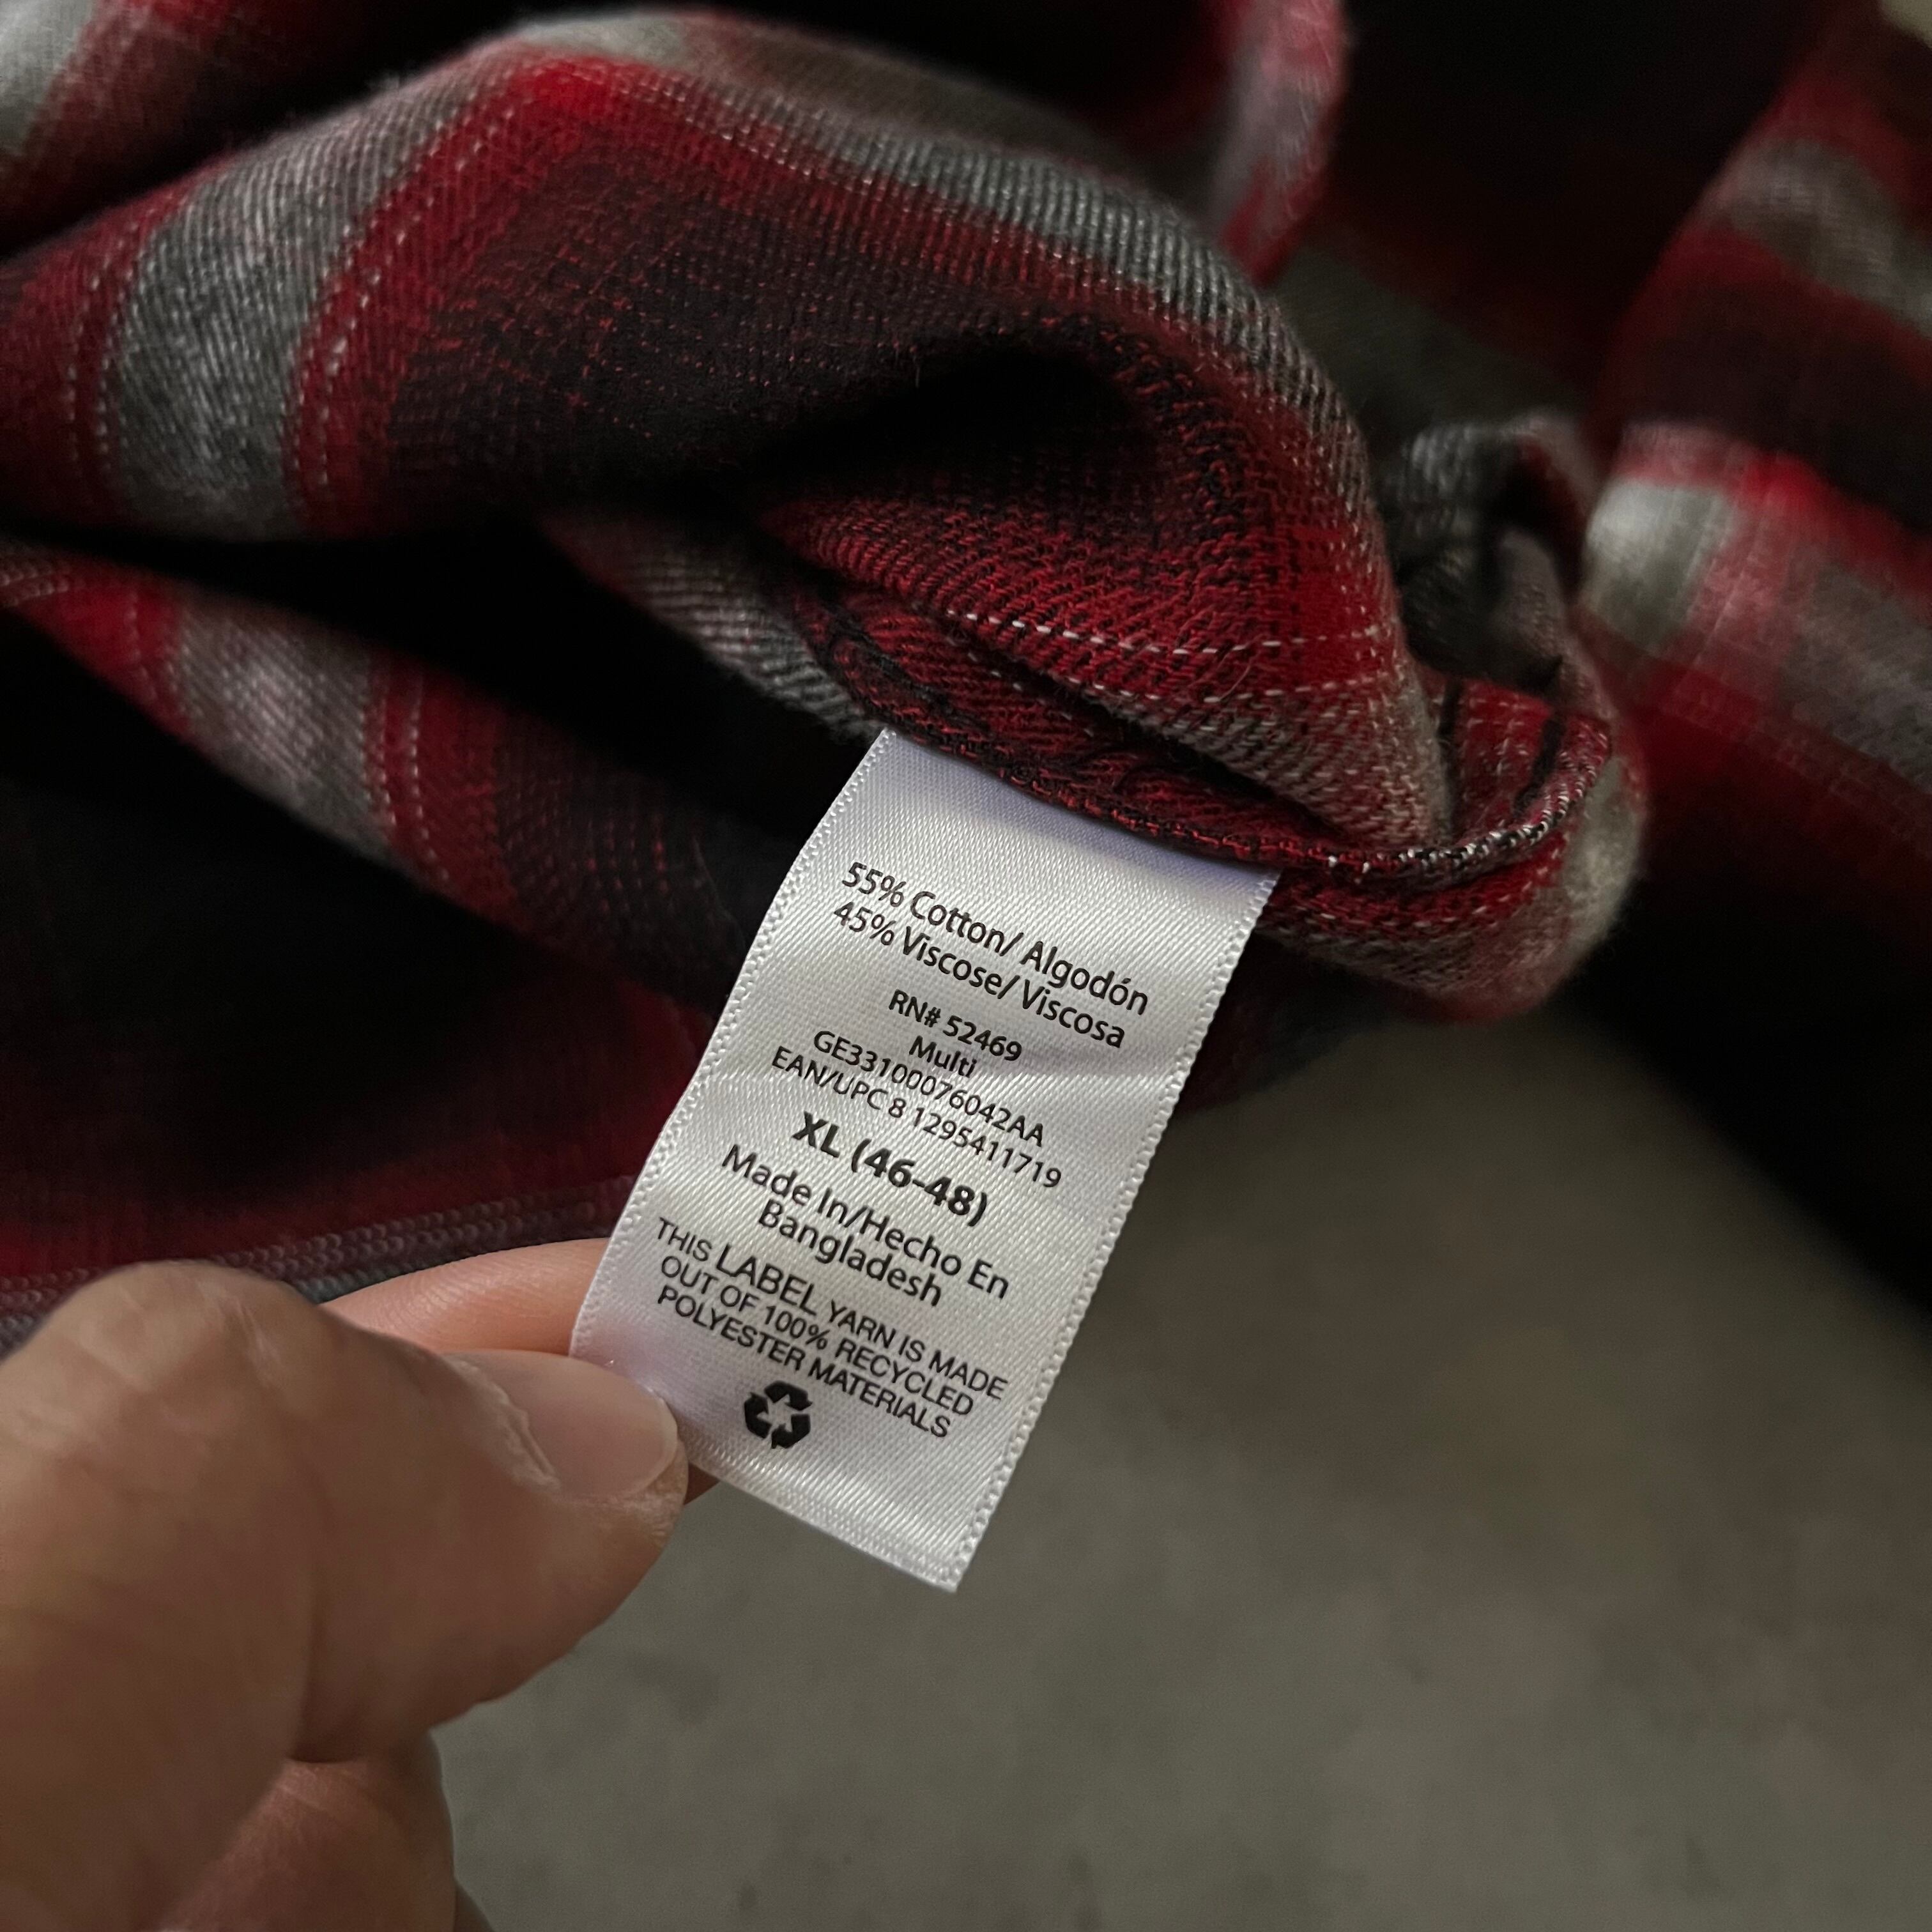 55% Cotton/ Algodón
45% Viscose/ Viscosa
RN# 52469
Multi
GE33100076042AA
EAN/UPC 8 1295411719
XL (46-48)
Made In/Hecho En
Bangladesh
THIS LABEL YARN IS MADE
OUT OF 100% RECYCLED
POLYESTER MATERIALS